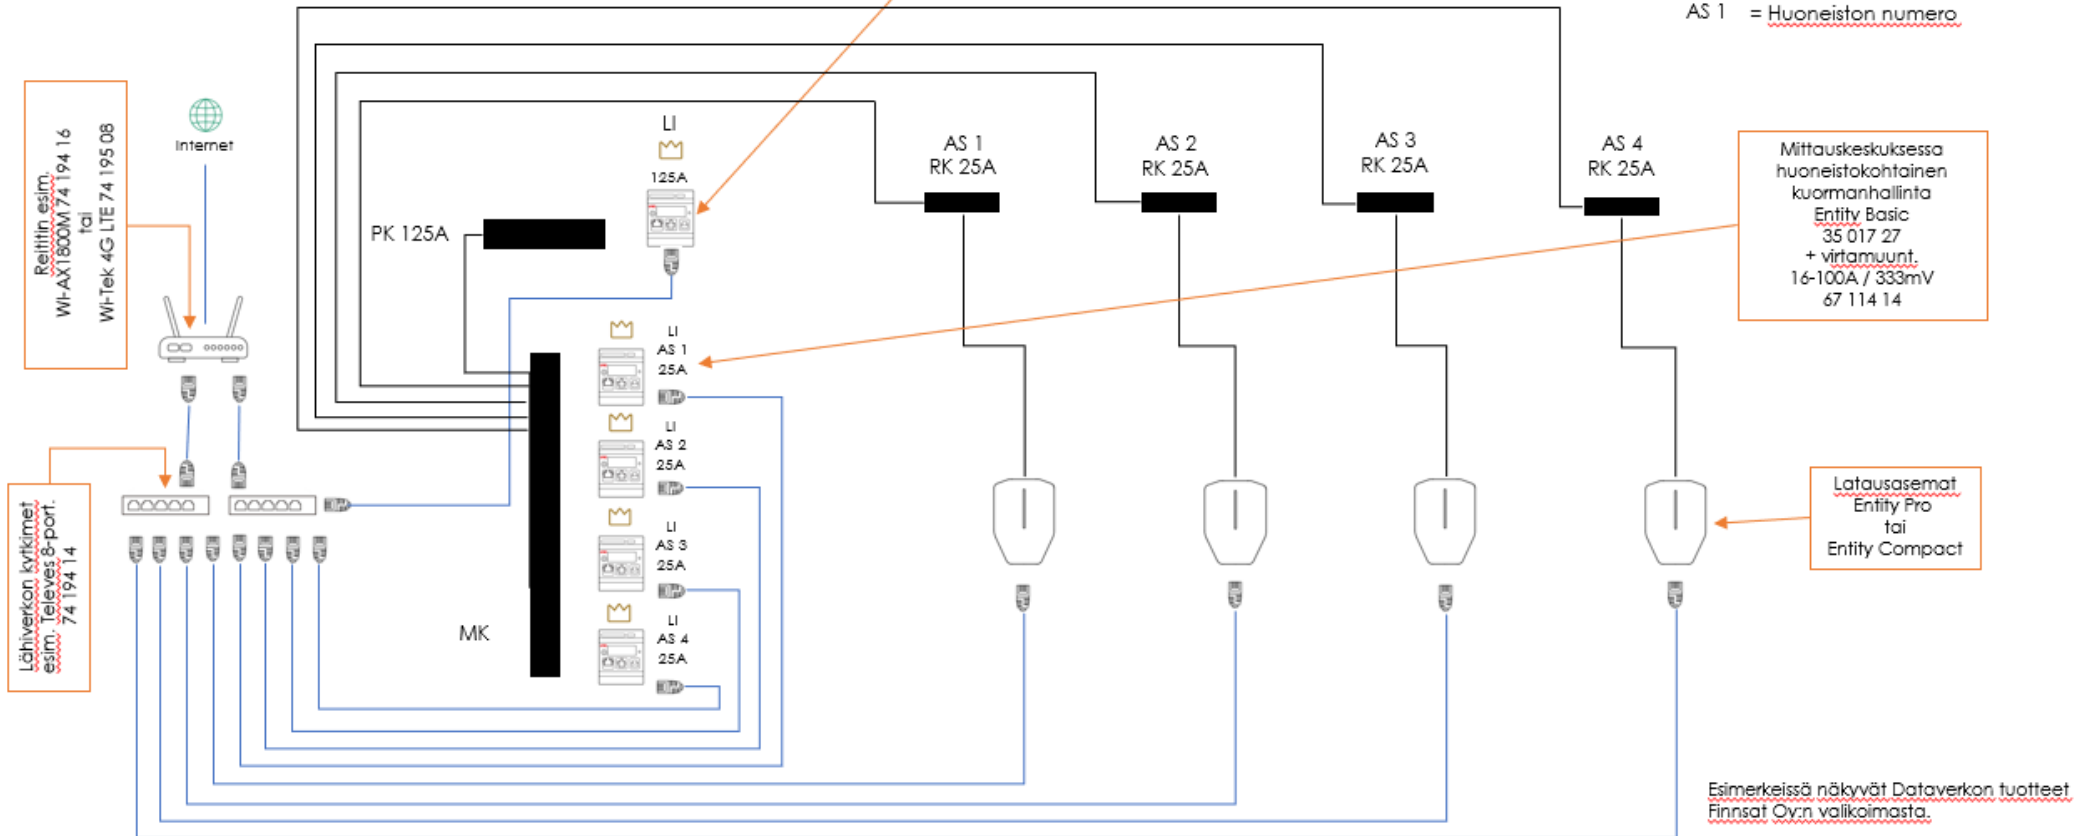 AS 1 = Huoneiston numero
Reititin esim.
WI-AX1800M 74 194 16
tai
Wi-Tek 4G LTE 74 195 08
Internet
LI
125A
PK 125A
AS 1
RK 25A
AS 2
RK 25A
AS 3
RK 25A
AS 4
RK 25A
Mittauskeskuksessa
huoneistokohtainen
kuormanhallinta
Entity Basic
35 017 27
+ virtamuunt.
16-100A / 333mV
67 114 14
LI
AS 1
25A
LI
AS 2
25A
LI
AS 3
25A
LI
AS 4
25A
MK
Lähiverkon kytkimet
esim. Televes 8-port.
74 194 14
Latausasemat
Entity Pro
tai
Entity Compact
Esimerkeissä näkyvät Dataverkon tuotteet
Finnsat Oy:n valikoimasta.